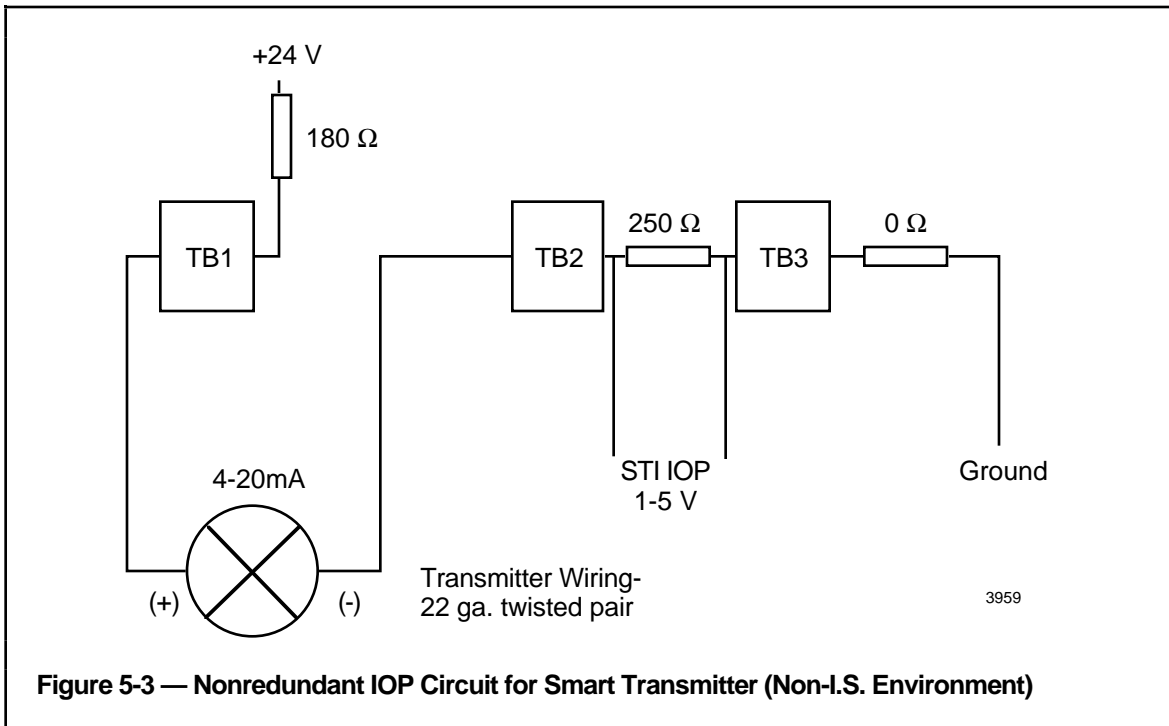 +24 V
180 Ω
TB1
TB2
250 Ω
TB3
0 Ω
4-20mA
STI IOP
1-5 V
Ground
(+)
(-)
Transmitter Wiring-
22 ga. twisted pair
3959
Figure 5-3 — Nonredundant IOP Circuit for Smart Transmitter (Non-I.S. Environment)